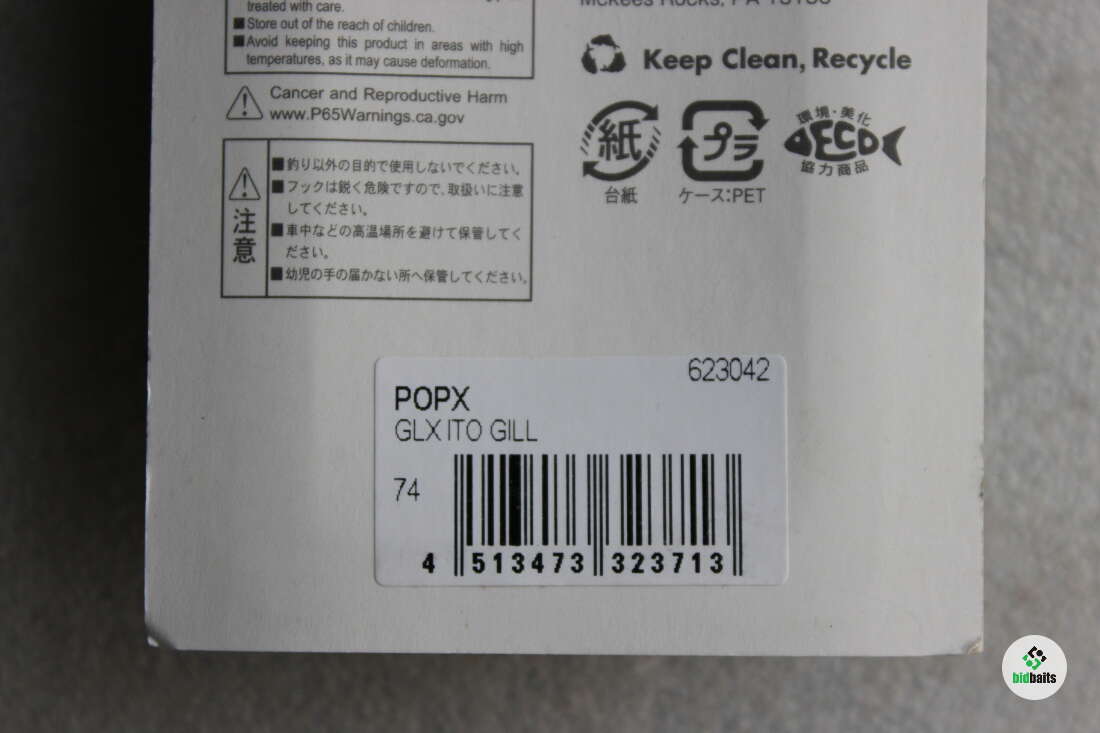 treated with care.
■Store out of the reach of children.
■Avoid keeping this product in areas with high
temperatures, as it may cause deformation.
Cancer and Reproductive Harm
www.P65Warnings.ca.gov
注意
■釣り以外の目的で使用しないでください。
■フックは鋭く危険ですので、取扱いに注意
してください。
■車中などの高温場所を避けて保管してく
ださい。
■幼児の手の届かない所へ保管してください。
McKees Rocks, PA 15136
Keep Clean, Recycle
紙
台紙
プラ
ケース:PET
環境・美化
ECO
協力商品
623042
POPX
GLX ITO GILL
74
4 513473 323713
bidbaits